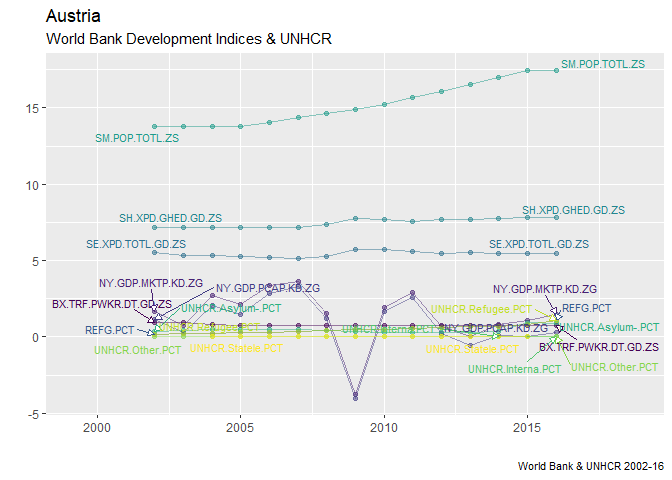 Austria
World Bank Development Indices & UNHCR
SM.POP.TOTL.ZS
15
SM.POP.TOTL.ZS
10
SH.XPD.GHED.GD.ZS
SH.XPD.GHED.GD.ZS
SE.XPD.TOTL.GD.ZS
SE.XPD.TOTL.GD.ZS
5
NY.GDP.MKTP.KD.ZG
NY.GDP.PCAP.KD.ZG
NY.GDP.MKTP.KD.ZG
BX.TRF.PWKR.DT.GD.ZS
UNHCR.Asylum-.PCT
UNHCR.Refugee.PCT
REFG.PCT
REFG.PCT
UNHCR.Interna.PCT
NY.GDP.PCAP.KD.ZG
UNHCR.Asylum-.PCT
0
UNHCR.Other.PCT
UNHCR.Statele.PCT
UNHCR.Statele.PCT
BX.TRF.PWKR.DT.GD.ZS
UNHCR.Interna.PCT
UNHCR.Other.PCT
-5
2000
2005
2010
2015
World Bank & UNHCR 2002-16